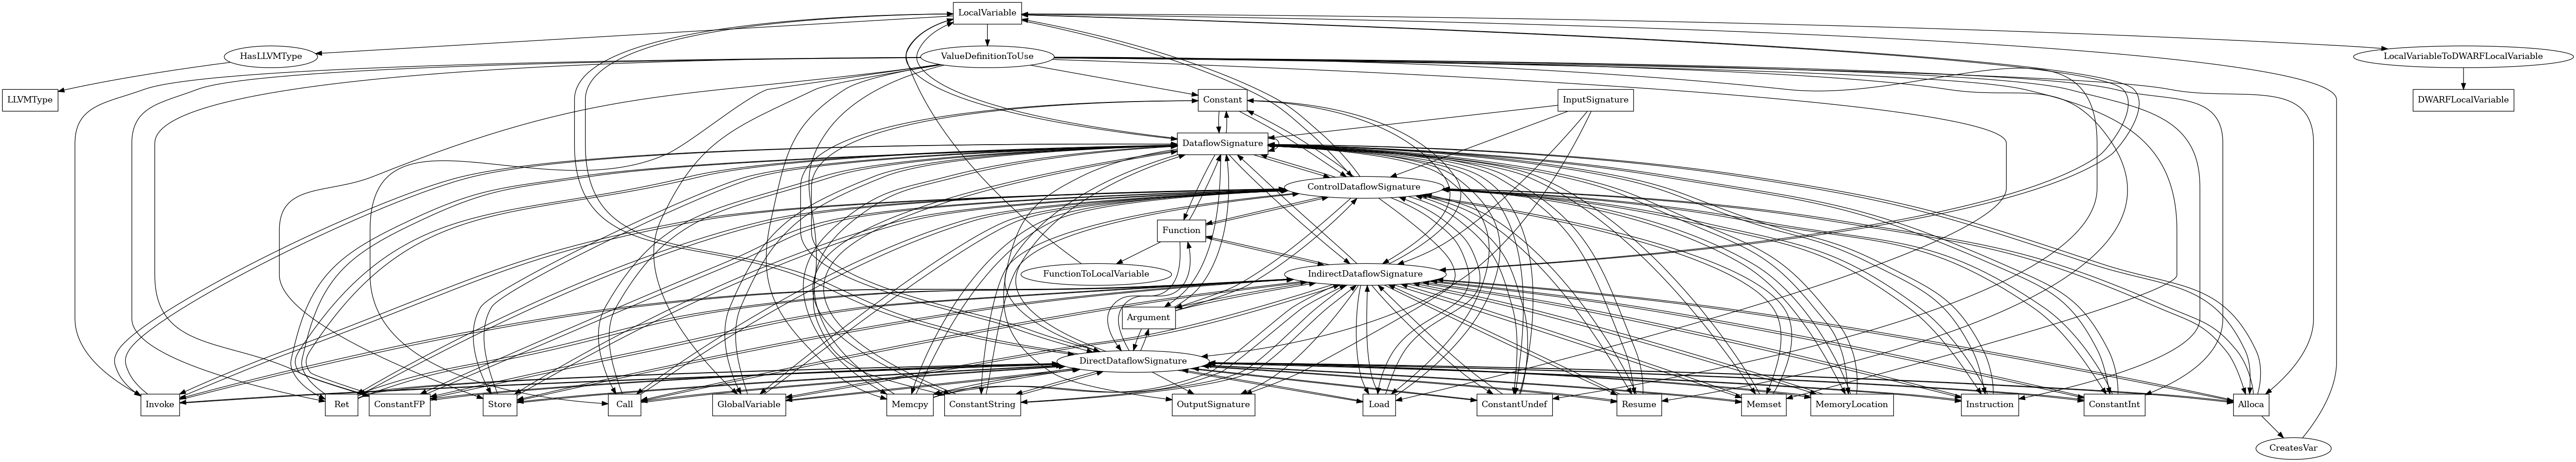 LocalVariable
HasLLVMType
ValueDefinitionToUse
LocalVariableToDWARFLocalVariable
LLVMType
Constant
InputSignature
DWARFLocalVariable
DataflowSignature
ControlDataflowSignature
Function
FunctionToLocalVariable
IndirectDataflowSignature
Argument
DirectDataflowSignature
Invoke
Ret
ConstantFP
Store
Call
GlobalVariable
Memcpy
ConstantString
OutputSignature
Load
ConstantUndef
Resume
Memset
MemoryLocation
Instruction
ConstantInt
Alloca
CreatesVar